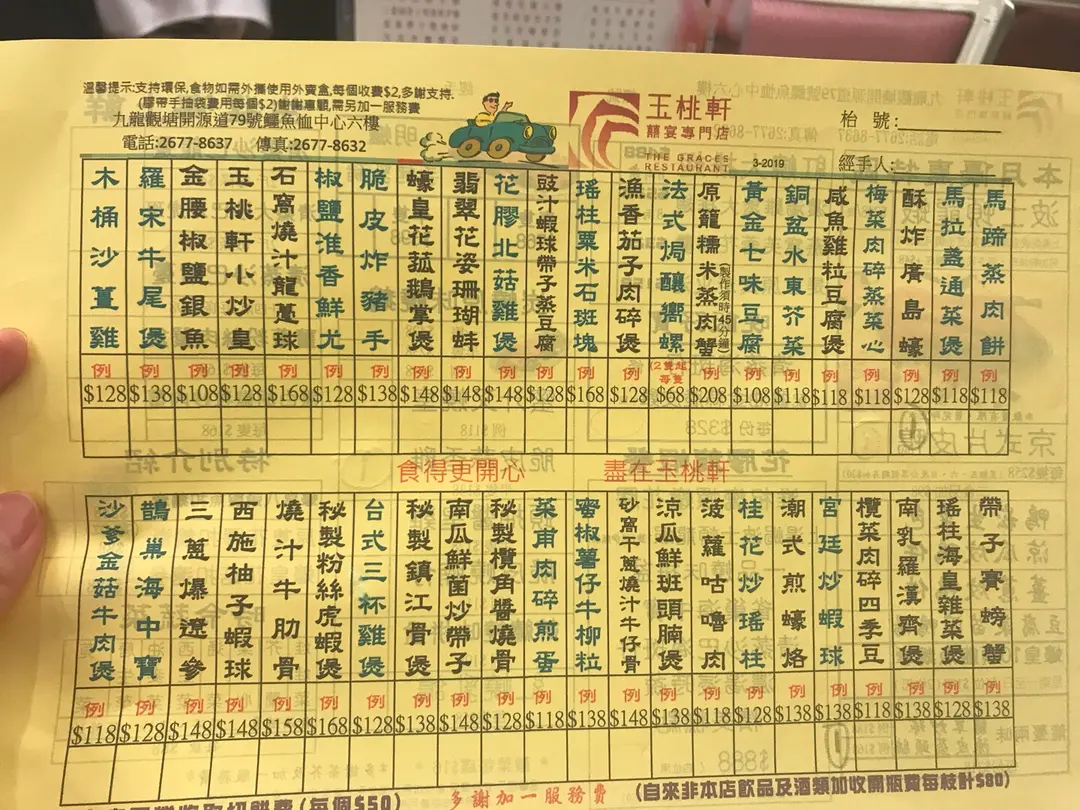 溫馨提示:支持環保,食物如需外攜使用外賣盒,每個收費$2,多謝支持.
(膠帶手抽袋費用每個$2)謝謝惠顧,需另加一服務費
九龍觀塘開源道79號鱷魚恤中心六樓
電話:2677-8637 傳真:2677-8632
玉桃軒
囍宴專門店
THE GRACES
RESTAURANT
3-2019
枱號:
經手人:
馬蹄蒸肉餅 例 $118
馬拉盞通菜煲 例 $118
酥炸廣島蠔 例 $128
梅菜肉碎蒸菜心 例 $118
咸魚雞粒豆腐煲 例 $118
銅盆水東芥菜 例 $118
黃金七味豆腐 例 $108
原籠糯米蒸肉蟹 (製作須時45分鐘) 例 $208
法式焗釀響螺 (2隻起每隻) $68
漁香茄子肉碎煲 例 $128
瑤柱粟米石斑塊 例 $168
豉汁蝦球帶子蒸豆腐 例 $128
花膠北菇雞煲 例 $148
翡翠花姿珊瑚蚌 例 $148
蠔皇花菰鵝掌煲 例 $148
脆皮炸豬手 例 $138
椒鹽淮香鮮尤 例 $128
石窩燒汁龍躉球 例 $168
玉桃軒小炒皇 例 $128
金腰椒鹽銀魚 例 $108
羅宋牛尾煲 例 $138
木桶沙薑雞 例 $128
食得更開心 盡在玉桃軒
帶子賽螃蟹 例 $138
瑤柱海皇雜菜煲 例 $128
南乳羅漢齋煲 例 $138
欖菜肉碎四季豆 例 $118
宮廷炒蝦球 例 $138
潮式煎蠔烙 例 $138
桂花炒瑤柱 例 $128
菠蘿咕嚕肉 例 $118
涼瓜鮮班頭腩煲 例 $138
砂窩干蔥燒汁牛仔骨 例 $148
蜜椒薯仔牛柳粒 例 $138
菜甫肉碎煎蛋 例 $118
秘製欖角醬燒骨 例 $128
南瓜鮮菌炒帶子 例 $148
秘製鎮江骨煲 例 $138
台式三杯雞煲 例 $128
秘製粉絲虎蝦煲 例 $168
燒汁牛肋骨 例 $158
西施柚子蝦球 例 $148
三蔥爆遼參 例 $148
鵲巢海中寶 例 $128
沙爹金菇牛肉煲 例 $118
(每個$50)
多謝加一服務費
(自來非本店飲品及酒類加收開瓶費每枝計$80)